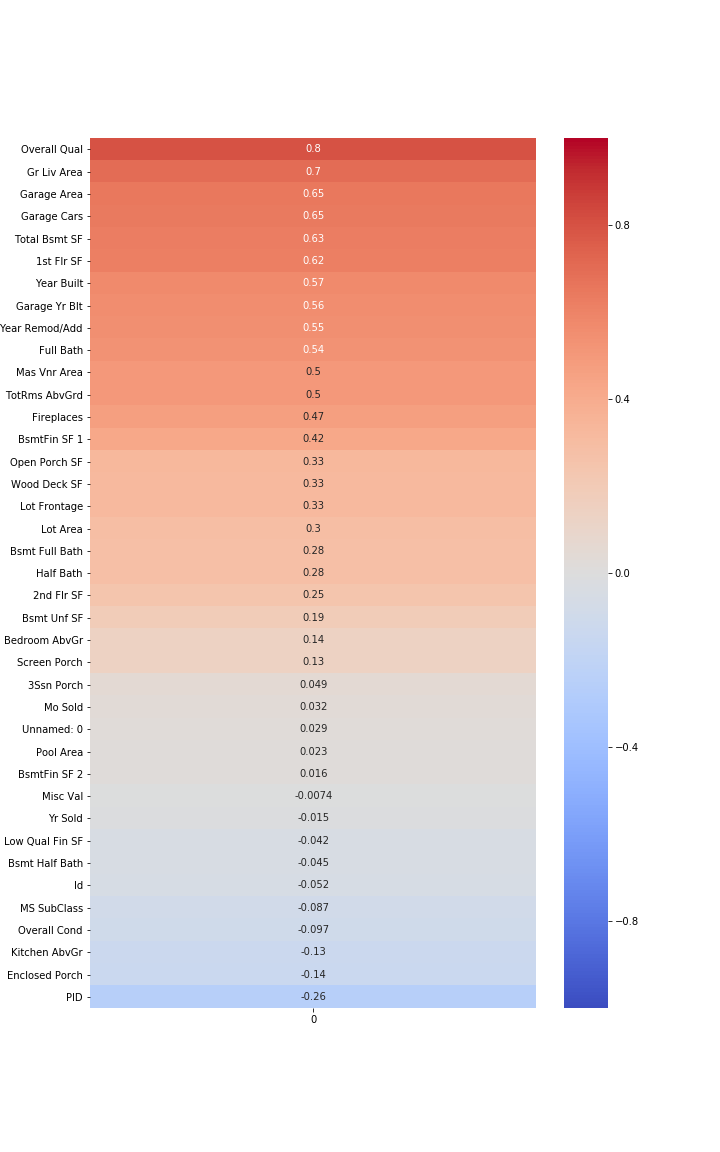 Overall Qual 0.8
Gr Liv Area 0.7
Garage Area 0.65
Garage Cars 0.65
Total Bsmt SF 0.63
1st Flr SF 0.62
Year Built 0.57
Garage Yr Blt 0.56
Year Remod/Add 0.55
Full Bath 0.54
Mas Vnr Area 0.5
TotRms AbvGrd 0.5
Fireplaces 0.47
BsmtFin SF 1 0.42
Open Porch SF 0.33
Wood Deck SF 0.33
Lot Frontage 0.33
Lot Area 0.3
Bsmt Full Bath 0.28
Half Bath 0.28
2nd Flr SF 0.25
Bsmt Unf SF 0.19
Bedroom AbvGr 0.14
Screen Porch 0.13
3Ssn Porch 0.049
Mo Sold 0.032
Unnamed: 0 0.029
Pool Area 0.023
BsmtFin SF 2 0.016
Misc Val -0.0074
Yr Sold -0.015
Low Qual Fin SF -0.042
Bsmt Half Bath -0.045
Id -0.052
MS SubClass -0.087
Overall Cond -0.097
Kitchen AbvGr -0.13
Enclosed Porch -0.14
PID -0.26
0
0.8
0.4
0.0
−0.4
−0.8